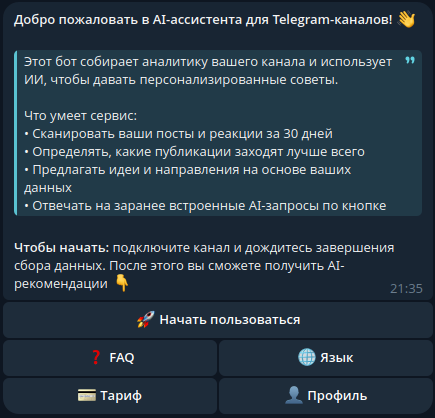 Добро пожаловать в AI-ассистента для Telegram-каналов! 👋
Этот бот собирает аналитику вашего канала и использует
ИИ, чтобы давать персонализированные советы.
Что умеет сервис:
• Сканировать ваши посты и реакции за 30 дней
• Определять, какие публикации заходят лучше всего
• Предлагать идеи и направления на основе ваших
данных
• Отвечать на заранее встроенные AI-запросы по кнопке
Чтобы начать: подключите канал и дождитесь завершения
сбора данных. После этого вы сможете получить AI-
рекомендации 👇
21:35
🚀 Начать пользоваться
❓ FAQ
🌐 Язык
💳 Тариф
👤 Профиль